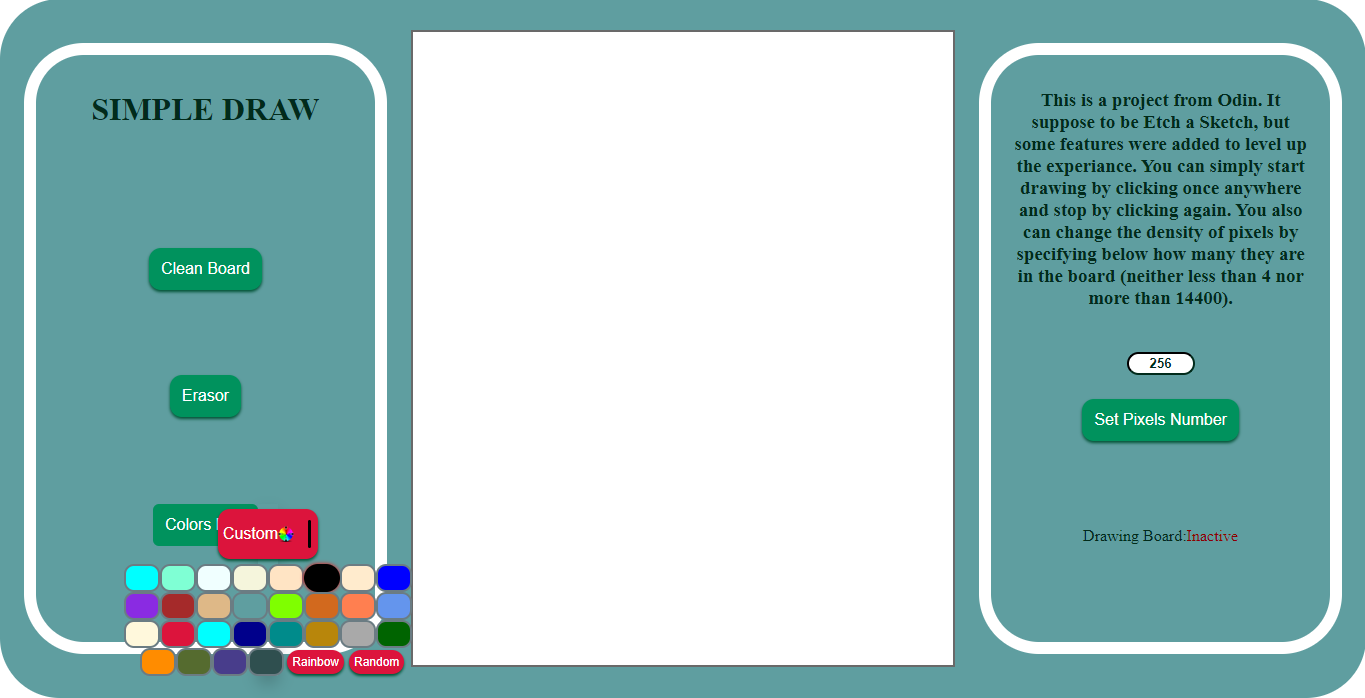 SIMPLE DRAW
Clean Board
Erasor
Colors
Custom
Rainbow
Random
This is a project from Odin. It
suppose to be Etch a Sketch, but
some features were added to level up
the experiance. You can simply start
drawing by clicking once anywhere
and stop by clicking again. You also
can change the density of pixels by
specifying below how many they are
in the board (neither less than 4 nor
more than 14400).
256
Set Pixels Number
Drawing Board:Inactive